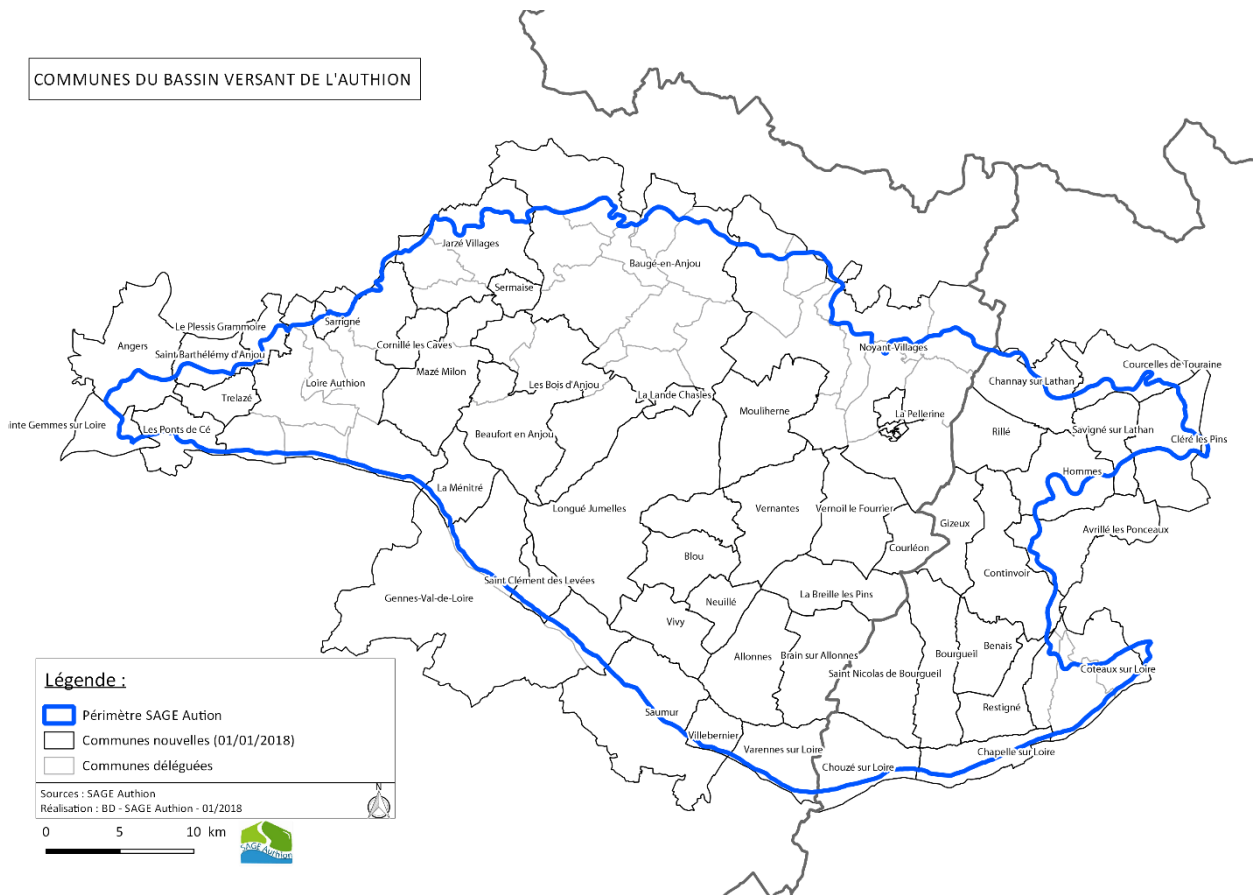 COMMUNES DU BASSIN VERSANT DE L'AUTHION
Jarzé Villages
Baugé-en-Anjou
Sermaise
Le Plessis Grammoire
Sarrigné
Angers
Saint Barthélémy d'Anjou
Cornillé les Caves
Noyant-Villages
Courcelles de Touraine
Mazé Milon
Loire Authion
Les Bois d'Anjou
Channay sur Lathan
Trelazé
La Lande Chasles
Mouliherne
La Pellerine
inte Gemmes sur Loire
Les Ponts de Cé
Beaufort en Anjou
Rillé
Savigné sur Lathan
Cléré les Pins
Hommes
La Ménitré
Longué Jumelles
Vernantes
Vernoil le Fourrier
Gizeux
Avrillé les Ponceaux
Courléon
Blou
Continvoir
Saint Clément des Levées
Gennes-Val-de-Loire
La Breille les Pins
Neuillé
Vivy
Benais
Allonnes
Brain sur Allonnes
Bourgueil
Saint Nicolas de Bourgueil
Côteaux sur Loire
Restigné
Saumur
Villebernier
Varennes sur Loire
Chapelle sur Loire
Chouzé sur Loire
Légende :
Périmètre SAGE Aution
Communes nouvelles (01/01/2018)
Communes déléguées
Sources : SAGE Authion
Réalisation : BD - SAGE Authion - 01/2018
N
0 5 10 km
SAGE Authion